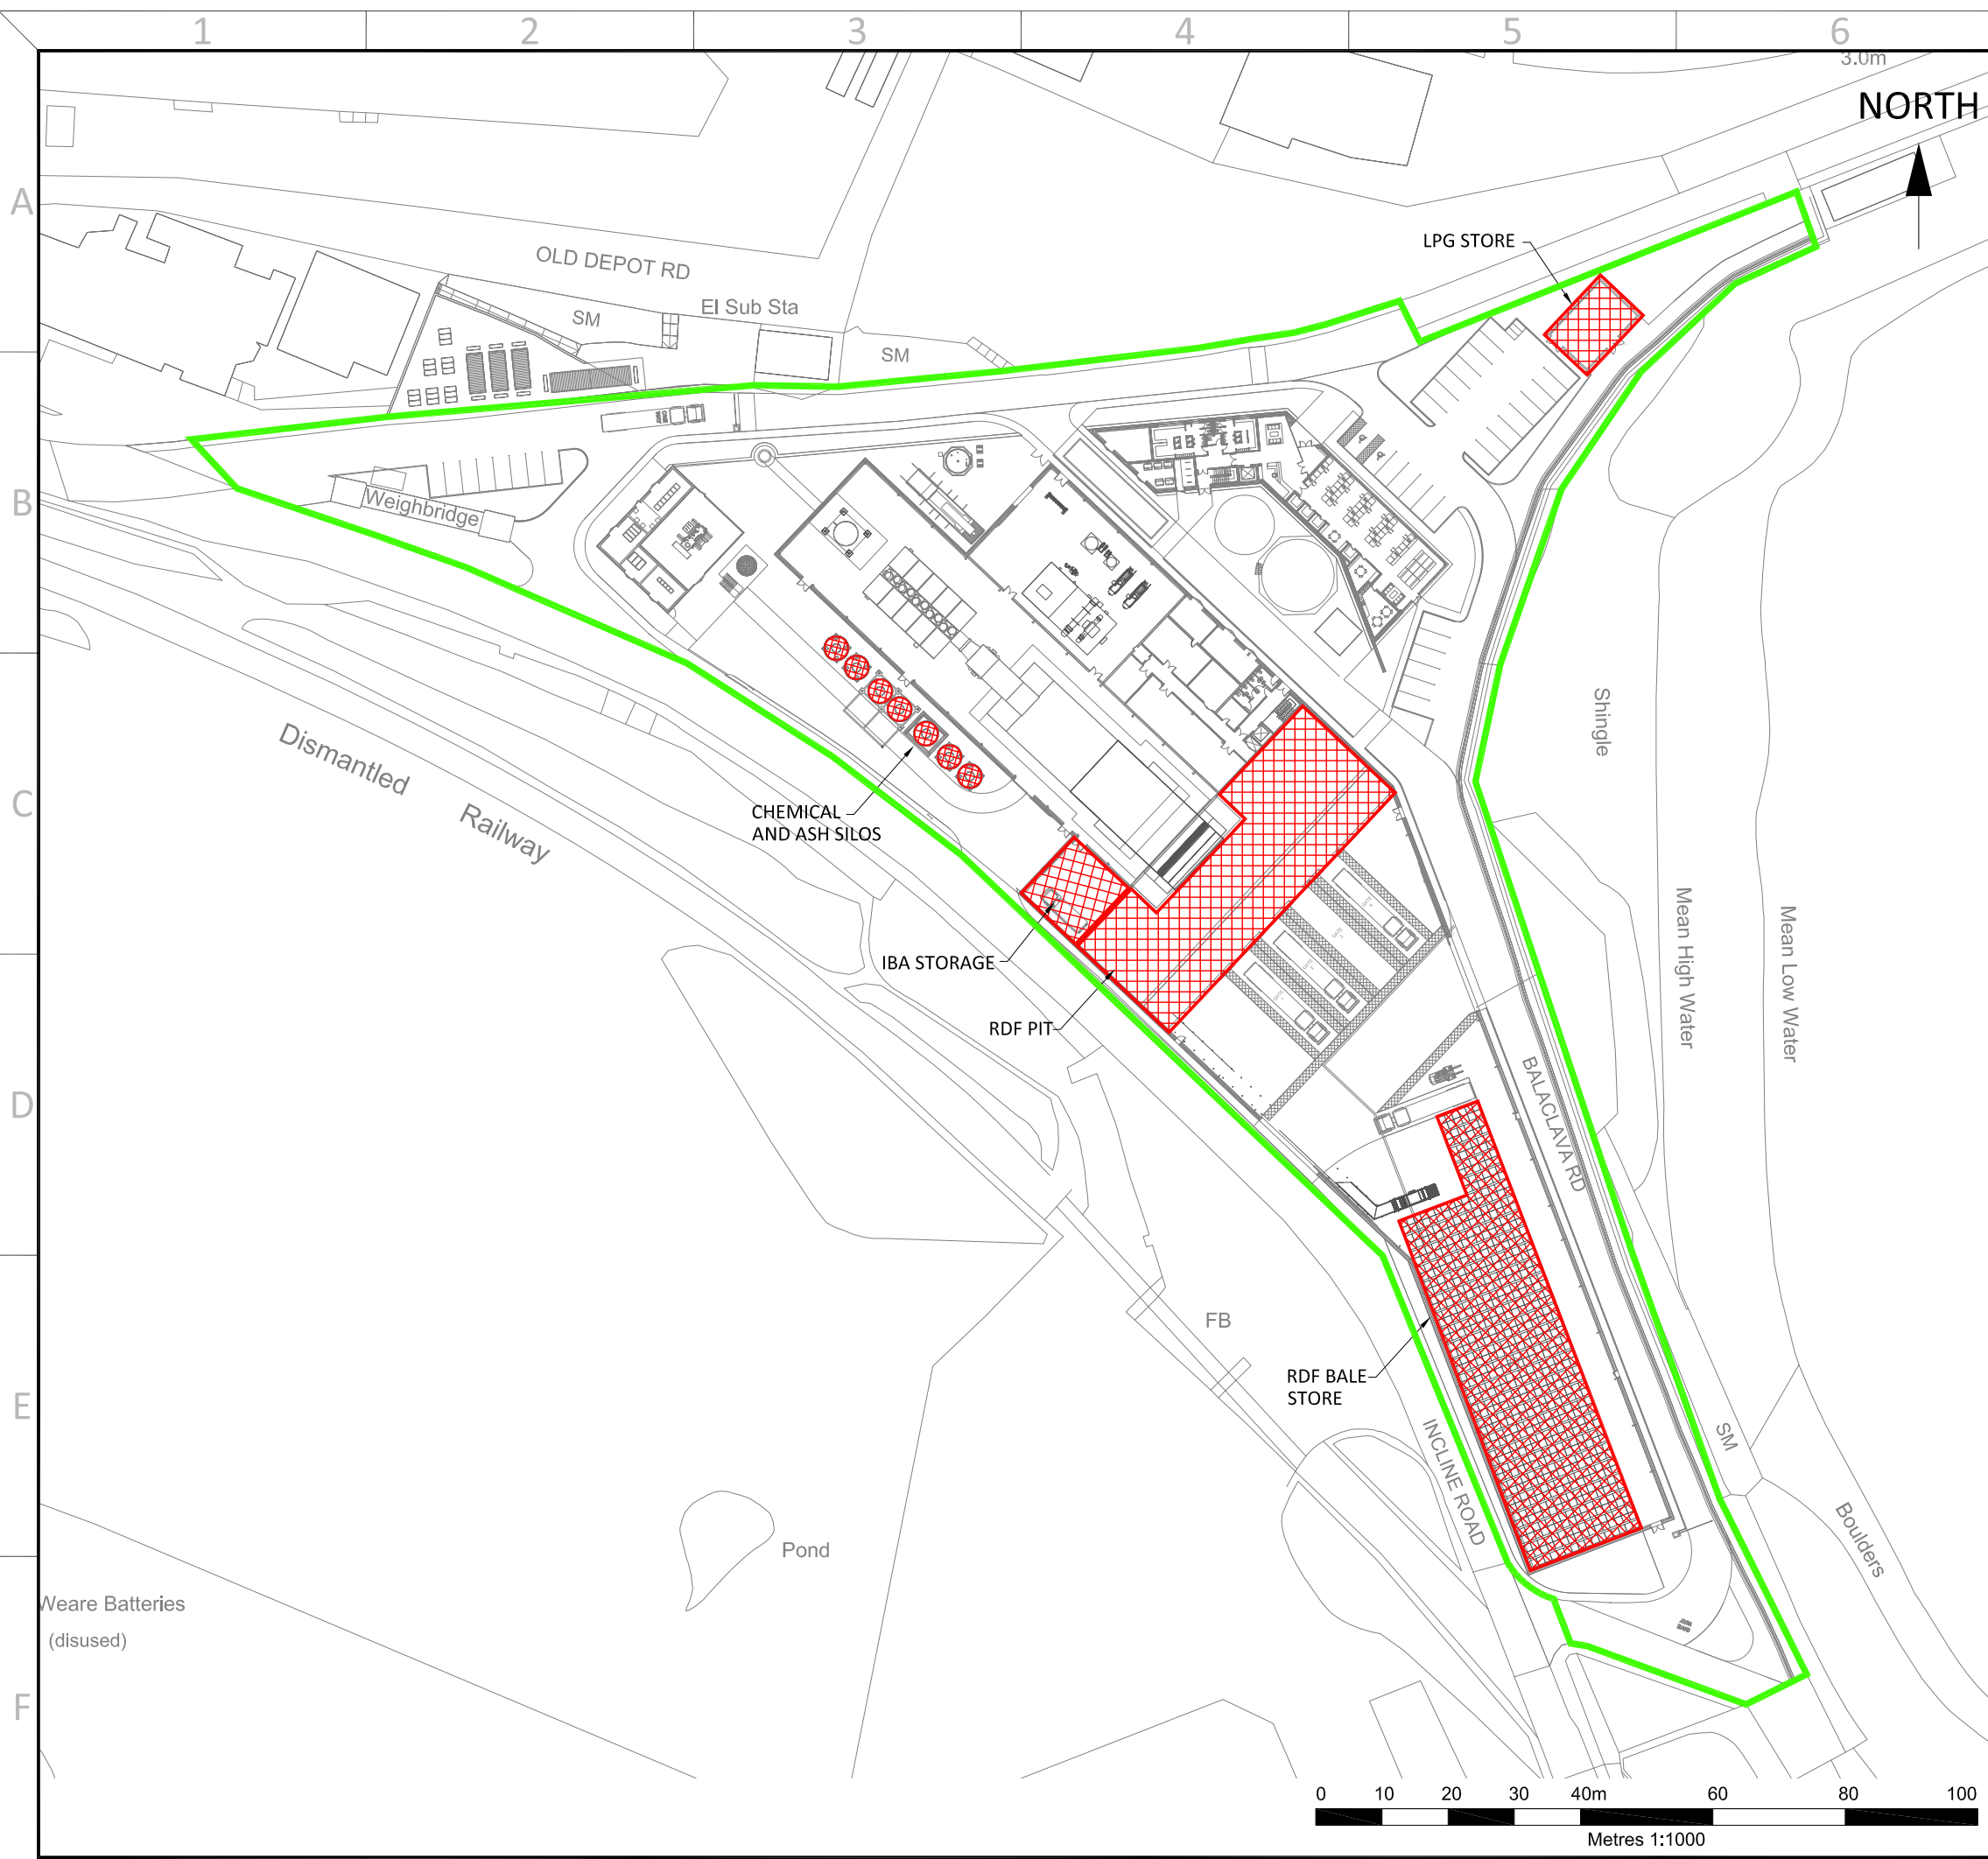 1 2 3 4 5 6
3.0m
NORTH
A
LPG STORE
OLD DEPOT RD
El Sub Sta
SM
SM
B
Weighbridge
Shingle
Dismantled
Railway
C
CHEMICAL
AND ASH SILOS
Mean High Water
Mean Low Water
IBA STORAGE
RDF PIT
BALACLAVA RD
D
FB
RDF BALE
STORE
E
INCLINE ROAD
SM
Boulders
Pond
Weare Batteries
(disused)
F
0 10 20 30 40m 60 80 100
Metres 1:1000